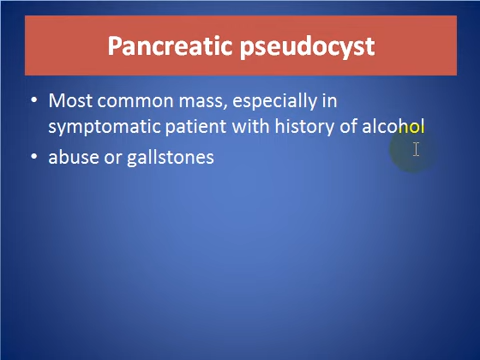 Pancreatic pseudocyst
• Most common mass, especially in
symptomatic patient with history of alcohol
• abuse or gallstones